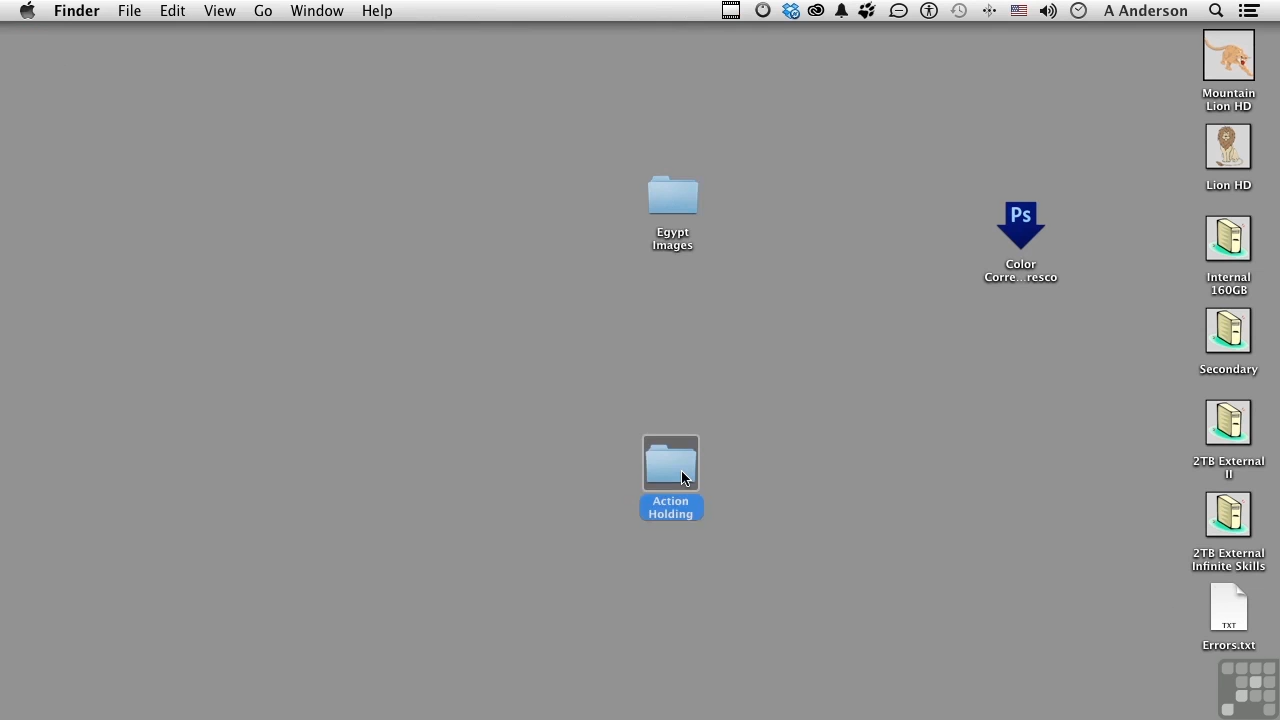 Finder File Edit View Go Window Help A Anderson
Mountain
Lion HD
Lion HD
Egypt
Images
Ps
Color
Corre...resco
Internal
160GB
Secondary
2TB External
II
Action
Holding
2TB External
Infinite Skills
TXT
Errors.txt